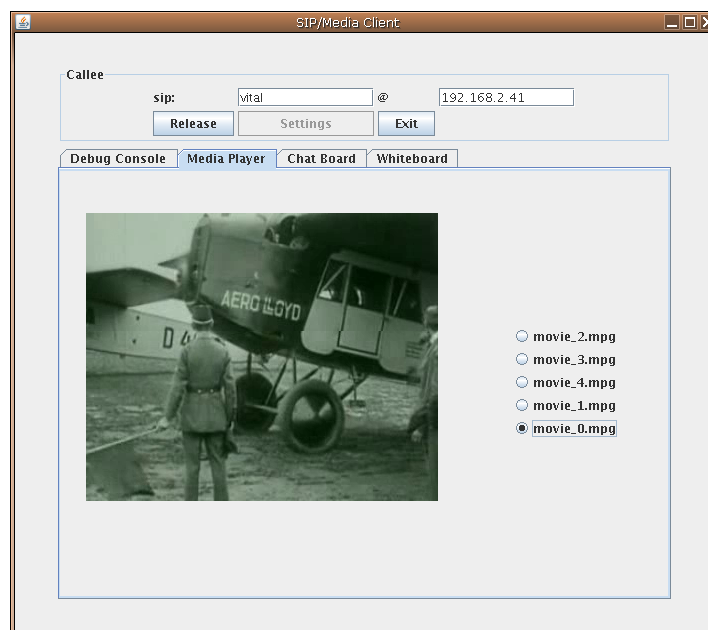 SIP/Media Client
Callee
sip: vital @ 192.168.2.41
Release Settings Exit
Debug Console Media Player Chat Board Whiteboard
AERO LLOYD
D 4
movie_2.mpg
movie_3.mpg
movie_4.mpg
movie_1.mpg
movie_0.mpg